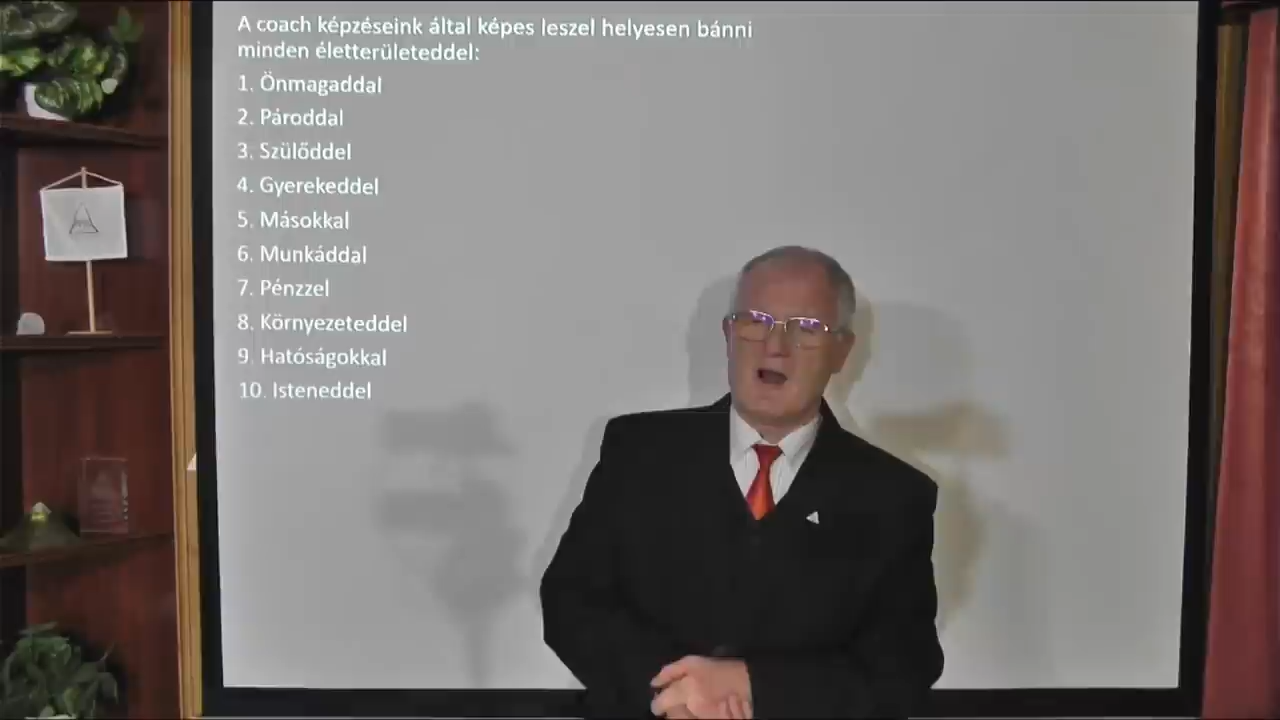 A coach képzéseink által képes leszel helyesen bánni
minden életterületeddel:
1. Önmagaddal
2. Pároddal
3. Szülőddel
4. Gyerekeddel
5. Másokkal
6. Munkáddal
7. Pénzzel
8. Környezeteddel
9. Hatóságokkal
10. Isteneddel